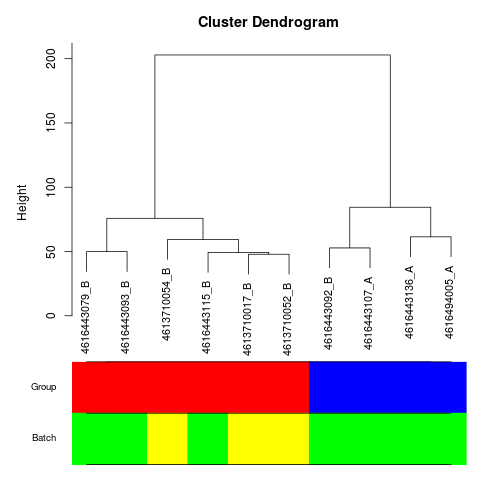 Cluster Dendrogram
Height
200
150
100
50
0
4616443079_B
4616443093_B
4613710054_B
4616443115_B
4613710017_B
4613710052_B
4616443092_B
4616443107_A
4616443136_A
4616494005_A
Group
Batch